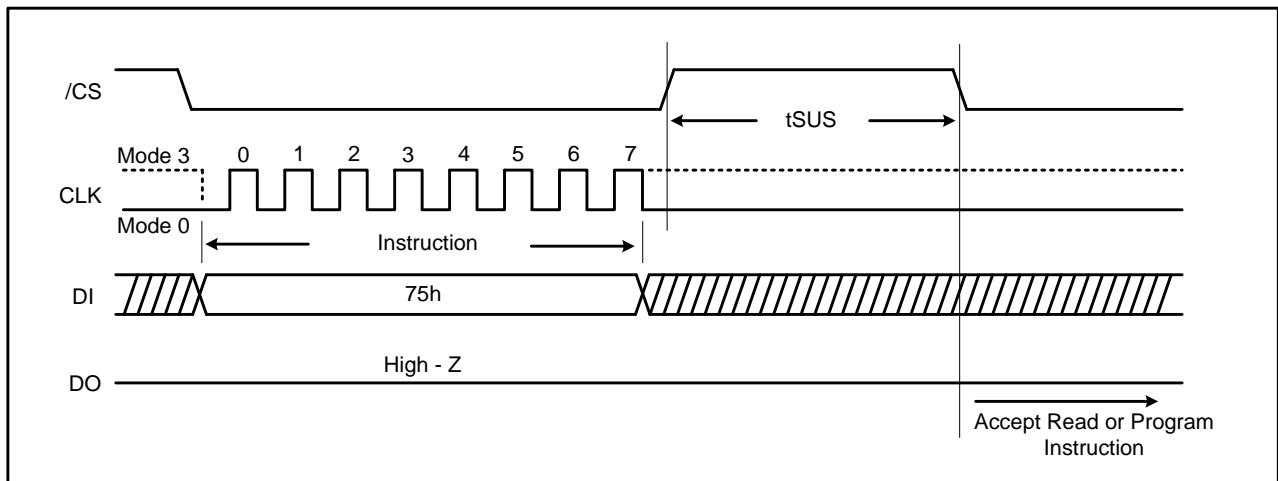 /CS
tSUS
Mode 3
0 1 2 3 4 5 6 7
CLK
Mode 0
Instruction
DI
75h
High - Z
DO
Accept Read or Program
Instruction